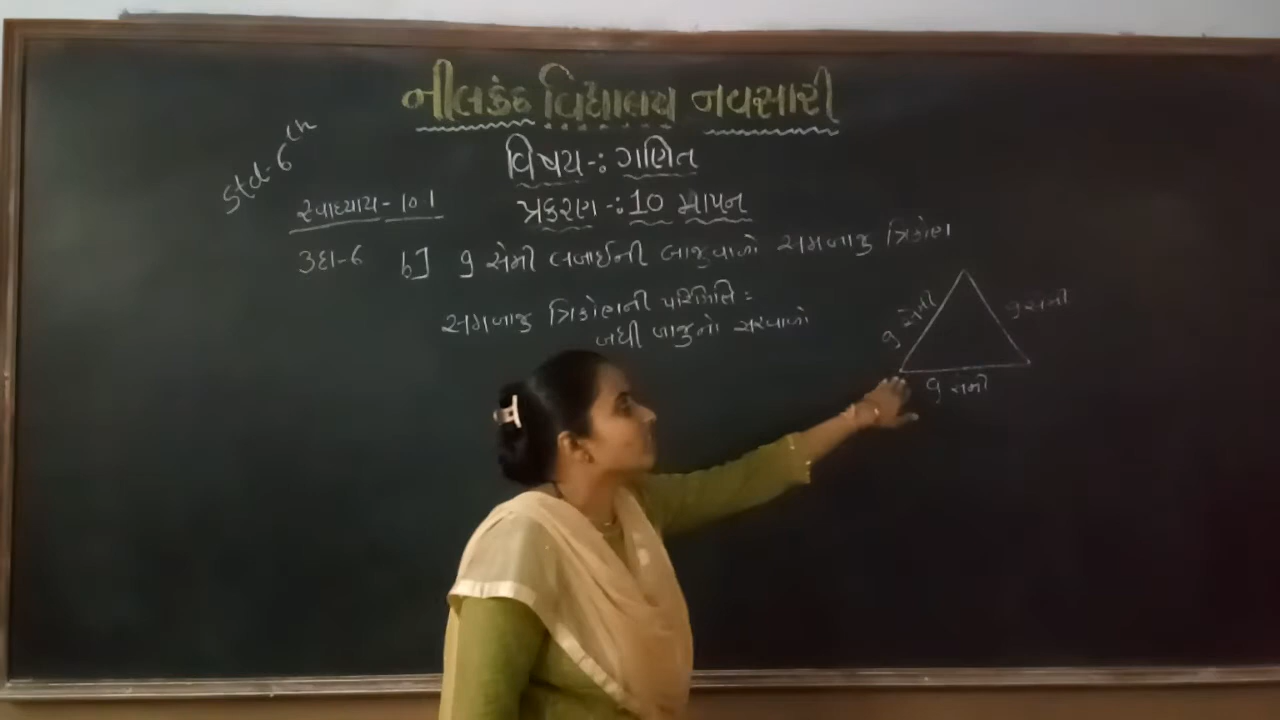 નીલકંઠ વિદ્યાલય નવસારી
Std-6th
વિષય-: ગણિત
પ્રકરણ-: 10 માપન
સ્વાધ્યાય-10.1
ઉદા-6 b] 9 સેમી લંબાઈની બાજુવાળો સમબાજુ ત્રિકોણ
સમબાજુ ત્રિકોણની પરિમિતિ =
બધી બાજુનો સરવાળો
9 સેમી
9 સેમી
9 સેમી